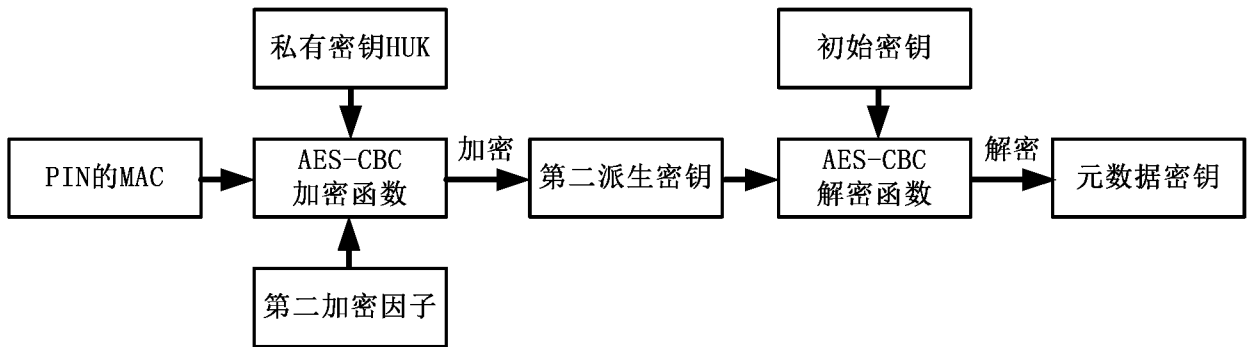 私有密钥HUK
初始密钥
PIN的MAC
AES-CBC
加密函数
加密
第二派生密钥
AES-CBC
解密函数
解密
元数据密钥
第二加密因子